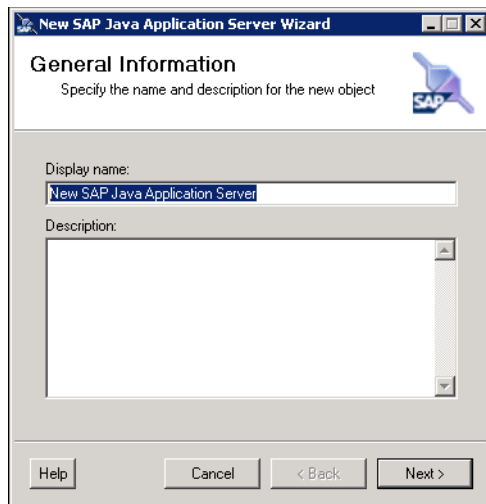 New SAP Java Application Server Wizard
General Information
Specify the name and description for the new object
SAP
Display name:
New SAP Java Application Server
Description:
Help
Cancel
< Back
Next >